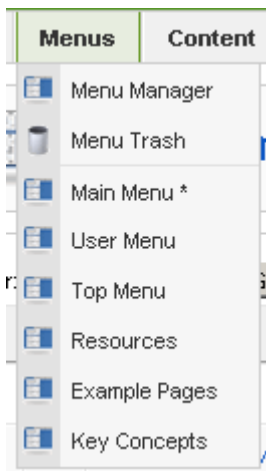 Menus Content
Menu Manager
Menu Trash
Main Menu *
User Menu
Top Menu
Resources
Example Pages
Key Concepts